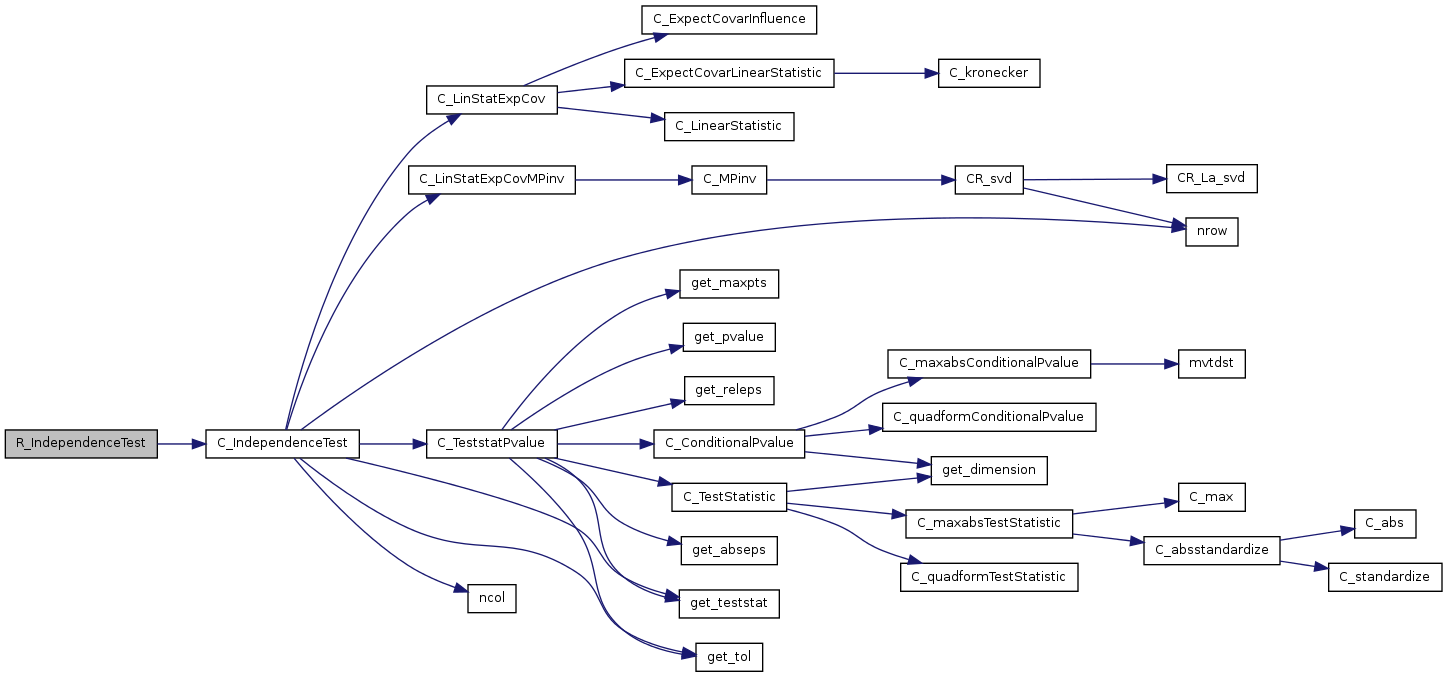 C_ExpectCovarInfluence
C_ExpectCovarLinearStatistic
C_kronecker
C_LinStatExpCov
C_LinearStatistic
C_LinStatExpCovMPinv
C_MPinv
CR_svd
CR_La_svd
nrow
get_maxpts
get_pvalue
C_maxabsConditionalPvalue
mvtdst
get_releps
C_quadformConditionalPvalue
R_IndependenceTest
C_IndependenceTest
C_TeststatPvalue
C_ConditionalPvalue
get_dimension
C_TestStatistic
C_max
C_maxabsTestStatistic
C_abs
get_abseps
C_absstandardize
C_quadformTestStatistic
C_standardize
ncol
get_teststat
get_tol